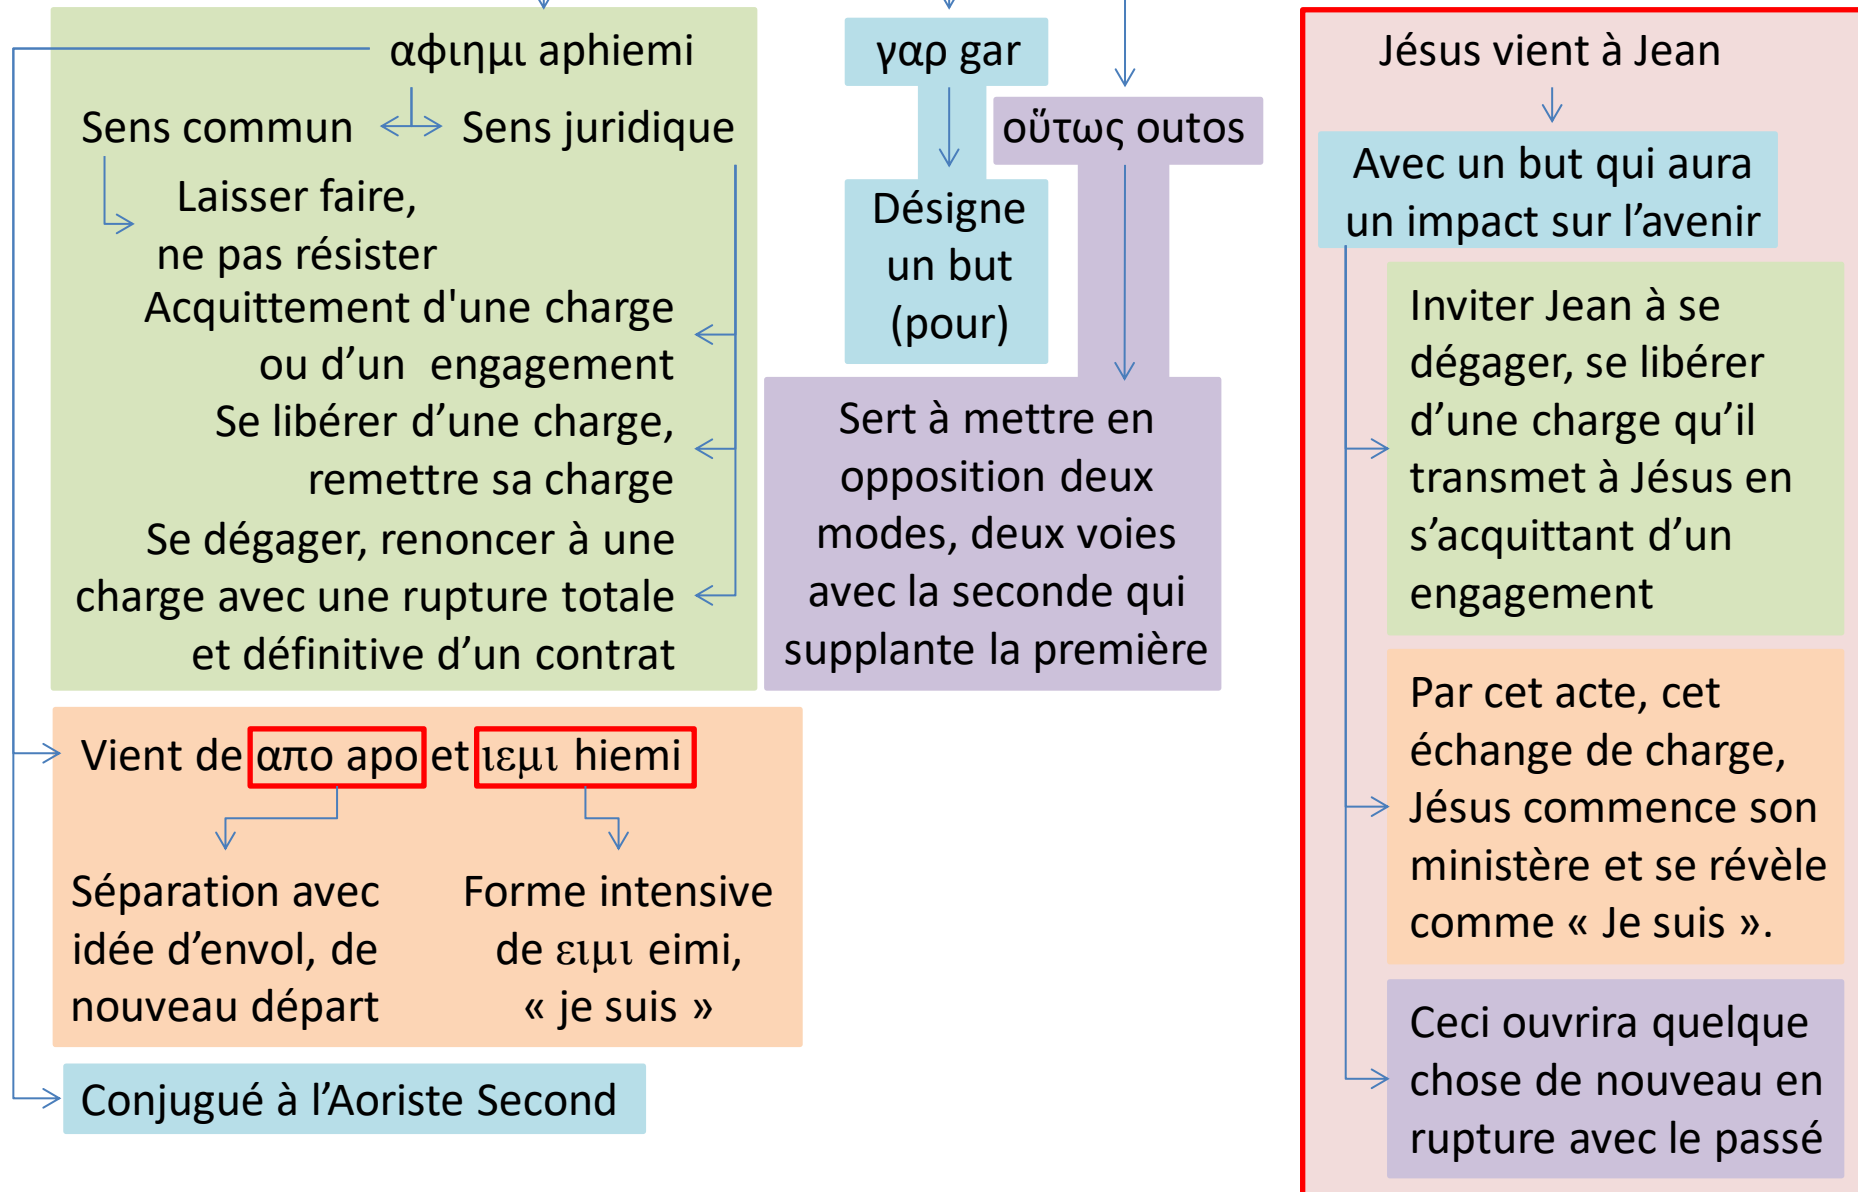 αφιημι aphiemi
Sens commun
Sens juridique
Laisser faire,
ne pas résister
Acquittement d'une charge
ou d’un engagement
Se libérer d’une charge,
remettre sa charge
Se dégager, renoncer à une
charge avec une rupture totale
et définitive d’un contrat
Vient de απο apo et ιεμι hiemi
Séparation avec
idée d’envol, de
nouveau départ
Forme intensive
de ειμι eimi,
« je suis »
Conjugué à l’Aoriste Second
γαρ gar
Désigne
un but
(pour)
οὕτως outos
Sert à mettre en
opposition deux
modes, deux voies
avec la seconde qui
supplante la première
Jésus vient à Jean
Avec un but qui aura
un impact sur l’avenir
Inviter Jean à se
dégager, se libérer
d’une charge qu’il
transmet à Jésus en
s’acquittant d’un
engagement
Par cet acte, cet
échange de charge,
Jésus commence son
ministère et se révèle
comme « Je suis ».
Ceci ouvrira quelque
chose de nouveau en
rupture avec le passé